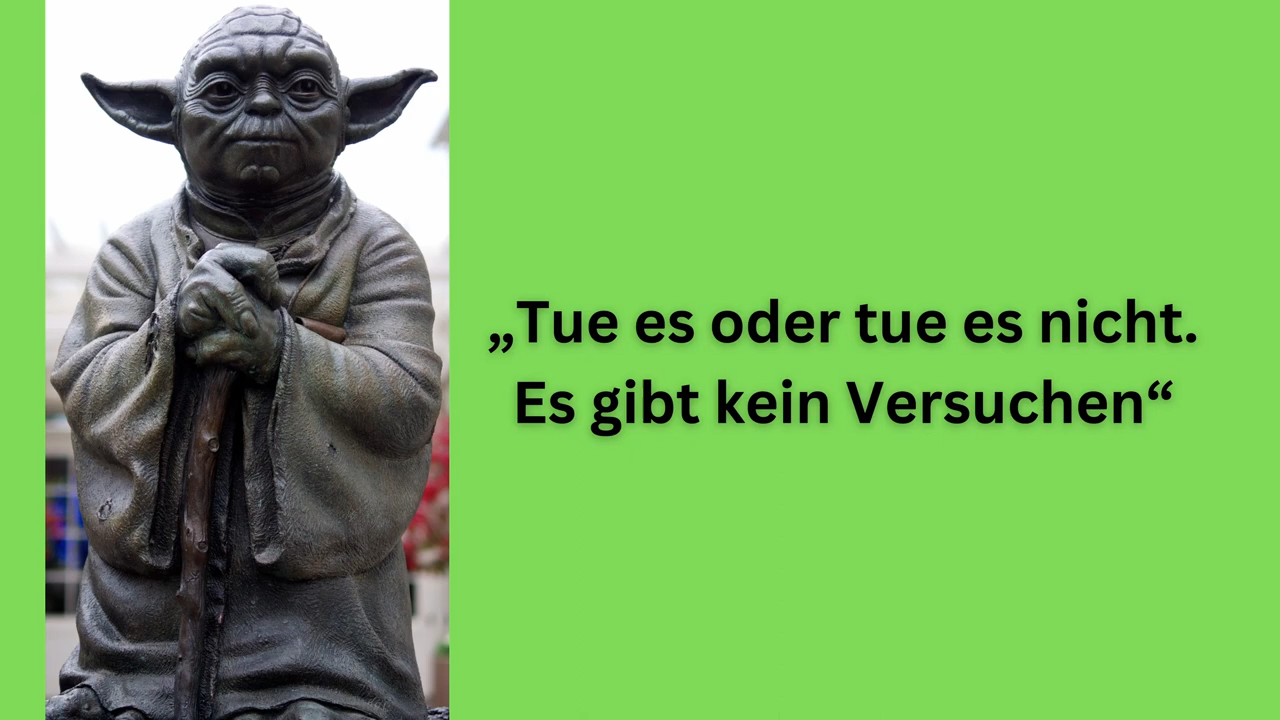 „Tue es oder tue es nicht.
Es gibt kein Versuchen“